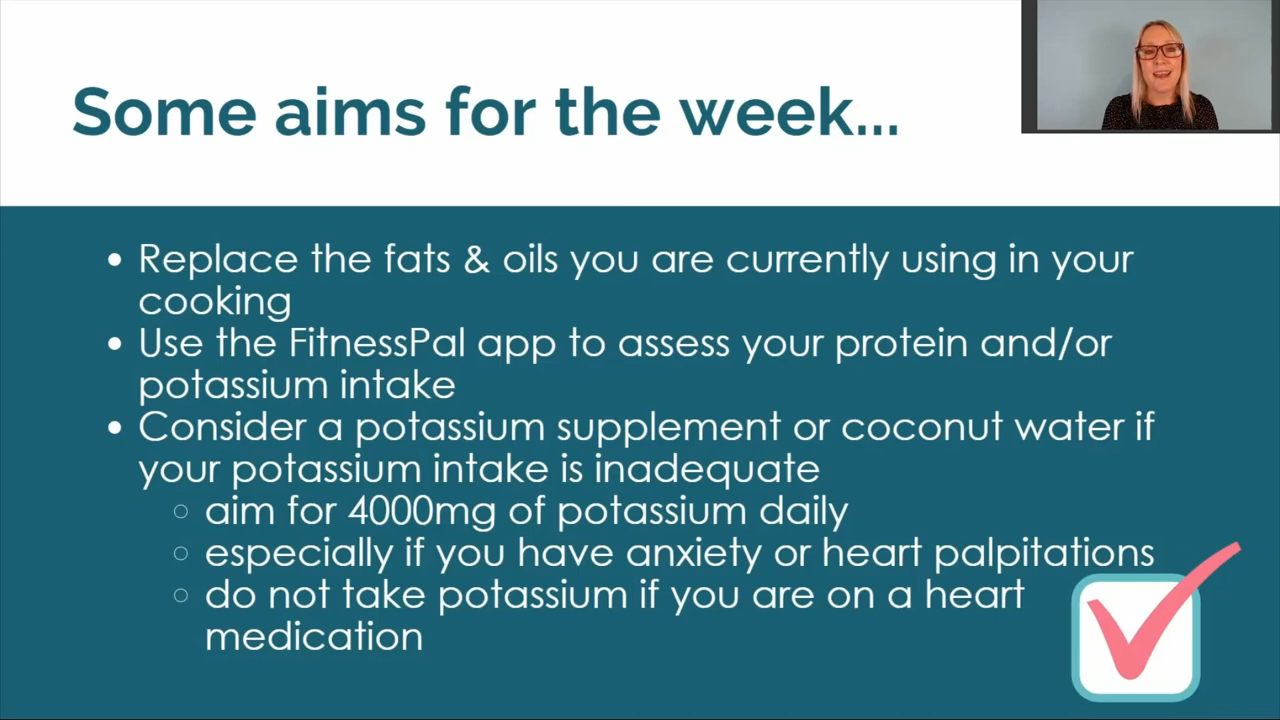 Some aims for the week...
• Replace the fats & oils you are currently using in your
cooking
• Use the FitnessPal app to assess your protein and/or
potassium intake
• Consider a potassium supplement or coconut water if
your potassium intake is inadequate
○ aim for 4000mg of potassium daily
○ especially if you have anxiety or heart palpitations
○ do not take potassium if you are on a heart
medication